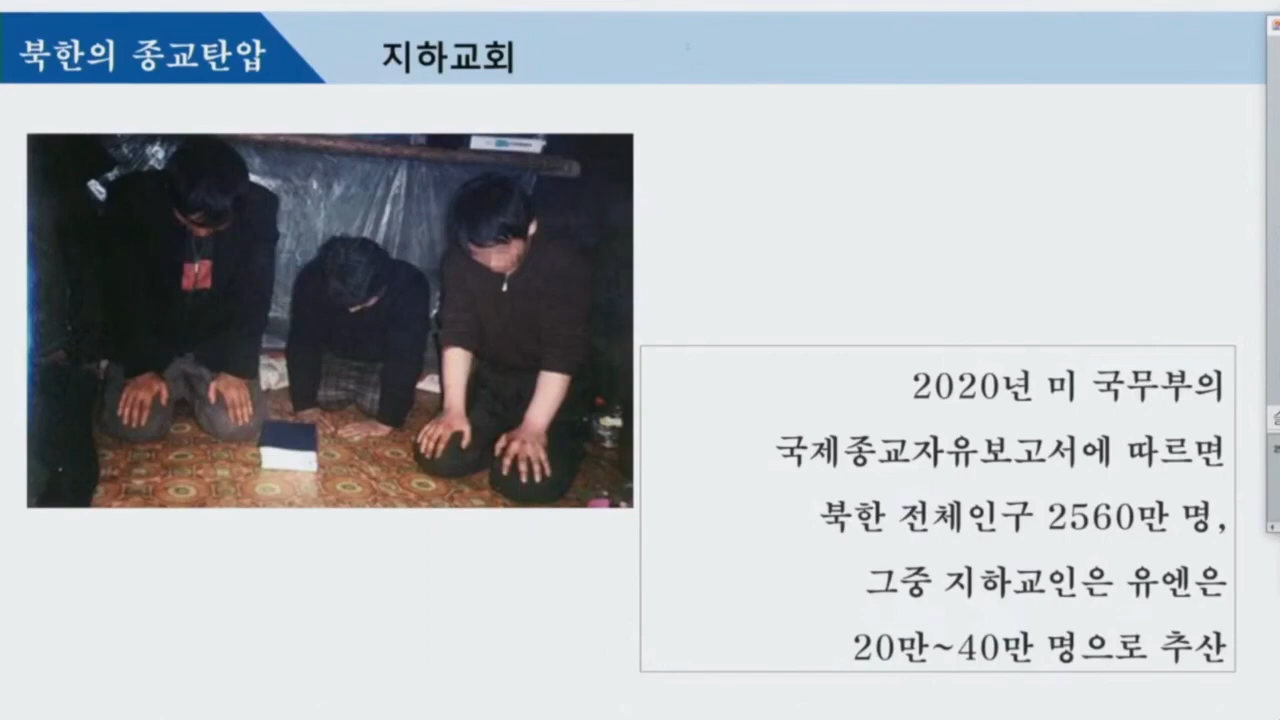 북한의 종교탄압
지하교회
2020년 미 국무부의
국제종교자유보고서에 따르면
북한 전체인구 2560만 명,
그중 지하교인은 유엔은
20만~40만 명으로 추산